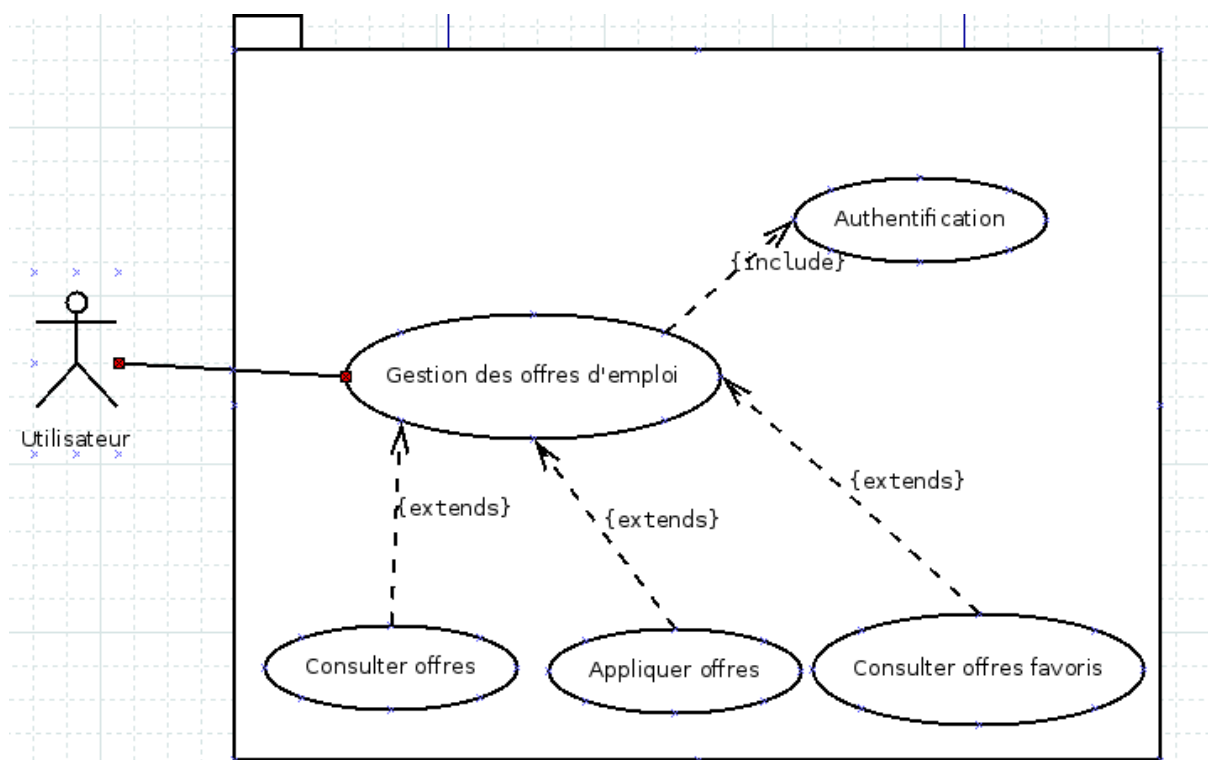 Authentification
{include}
Gestion des offres d'emploi
Utilisateur
{extends}
{extends}
{extends}
Consulter offres
Appliquer offres
Consulter offres favoris